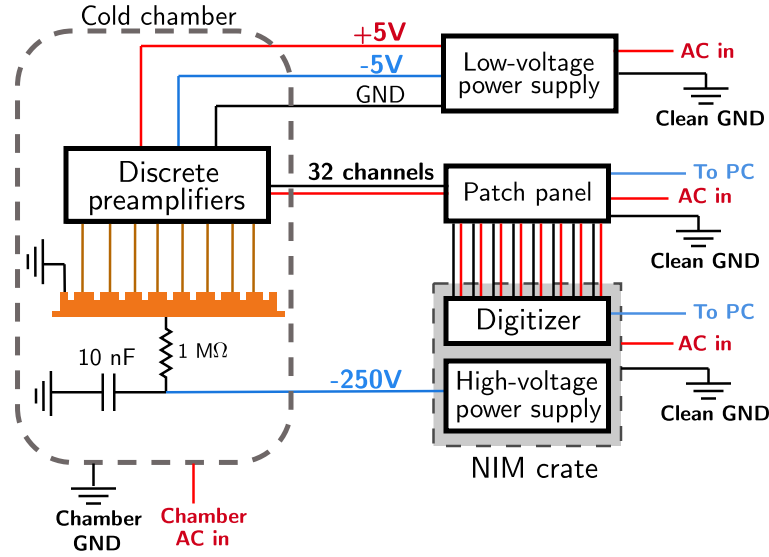 Cold chamber
+5V
-5V
GND
Low-voltage
power supply
AC in
Clean GND
Discrete
preamplifiers
32 channels
Patch panel
To PC
AC in
Clean GND
10 nF
1 MΩ
-250V
Digitizer
To PC
AC in
High-voltage
power supply
Clean GND
NIM crate
Chamber
GND
Chamber
AC in